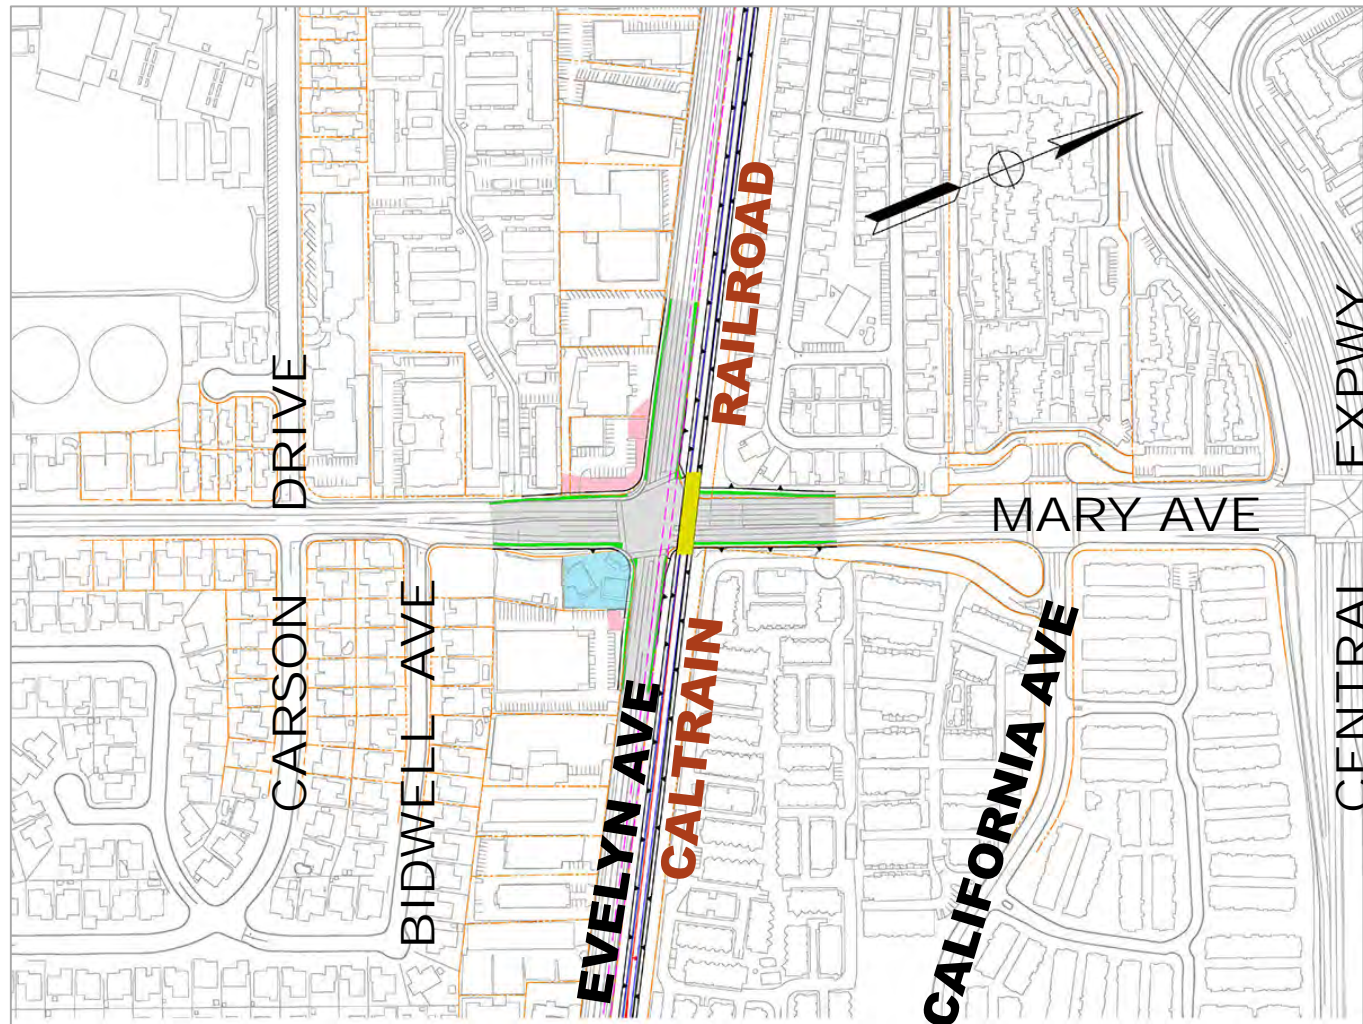 RAILROAD
CARSON DRIVE
MARY AVE
CENTRAL EXPWY
BIDWELL AVE
EVELYN AVE
CALTRAIN
CALIFORNIA AVE